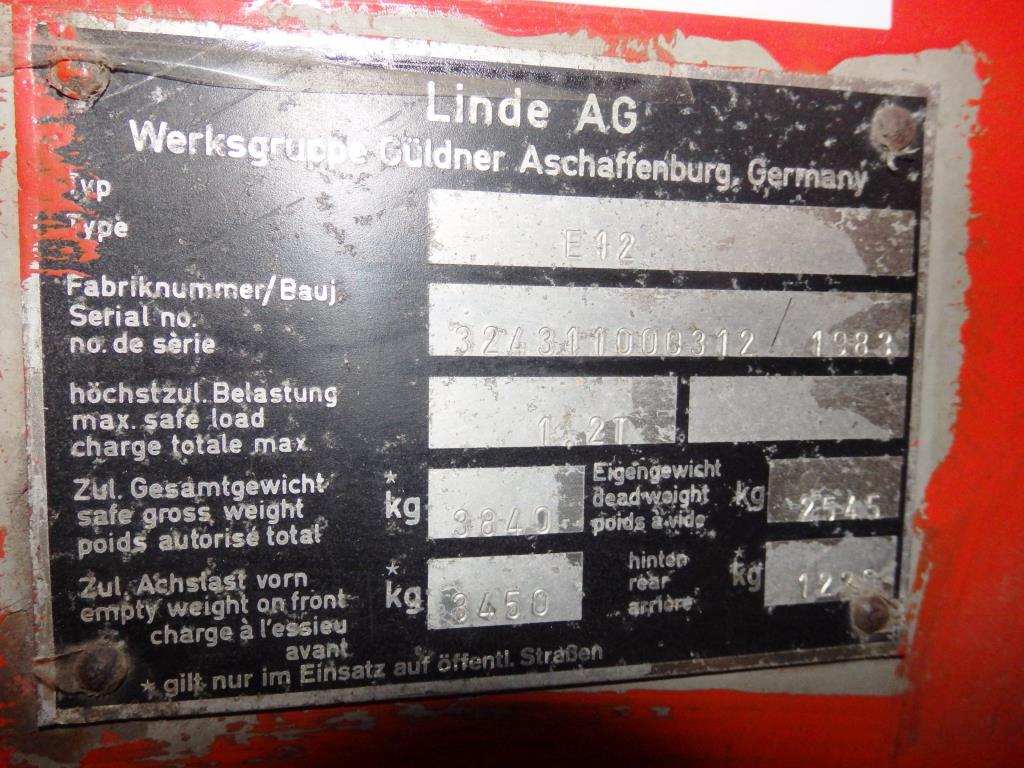 Linde AG
Werksgruppe Güldner Aschaffenburg, Germany
Typ
Type
E12
Fabriknummer/Bauj
Serial no.
no. de sèrie
324311000312 / 1983
höchstzul. Belastung
max. safe load
charge totale max.
1.2T
Zul. Gesamtgewicht
safe gross weight
poids autorisè total
* kg
3840
Eigengewicht
deadweight
poids à vide
kg
2545
Zul. Achslast vorn
empty weight on front
charge à l'essieu
avant
* kg
3450
hinten
rear
arrière
* kg
* gilt nur im Einsatz auf öffentl. Straßen